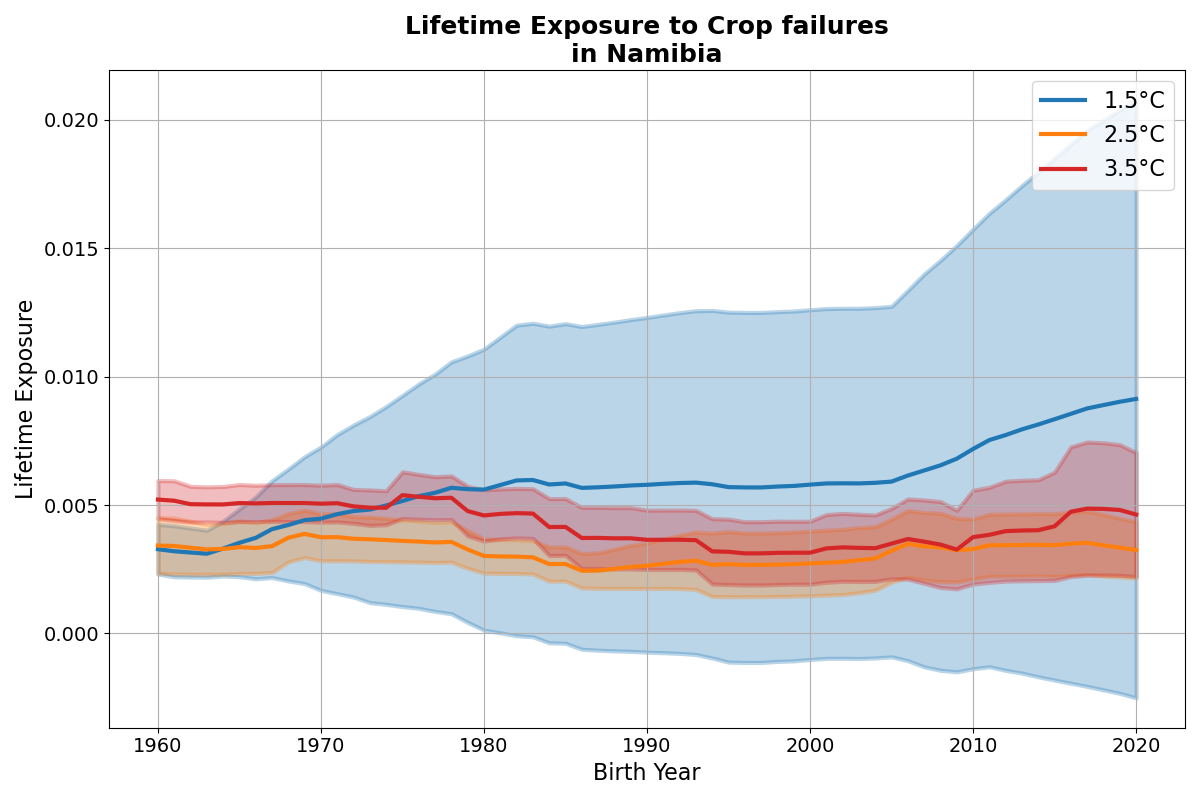 Lifetime Exposure to Crop failures
in Namibia
1.5°C
2.5°C
3.5°C
Lifetime Exposure
0.020
0.015
0.010
0.005
0.000
1960
1970
1980
1990
2000
2010
2020
Birth Year